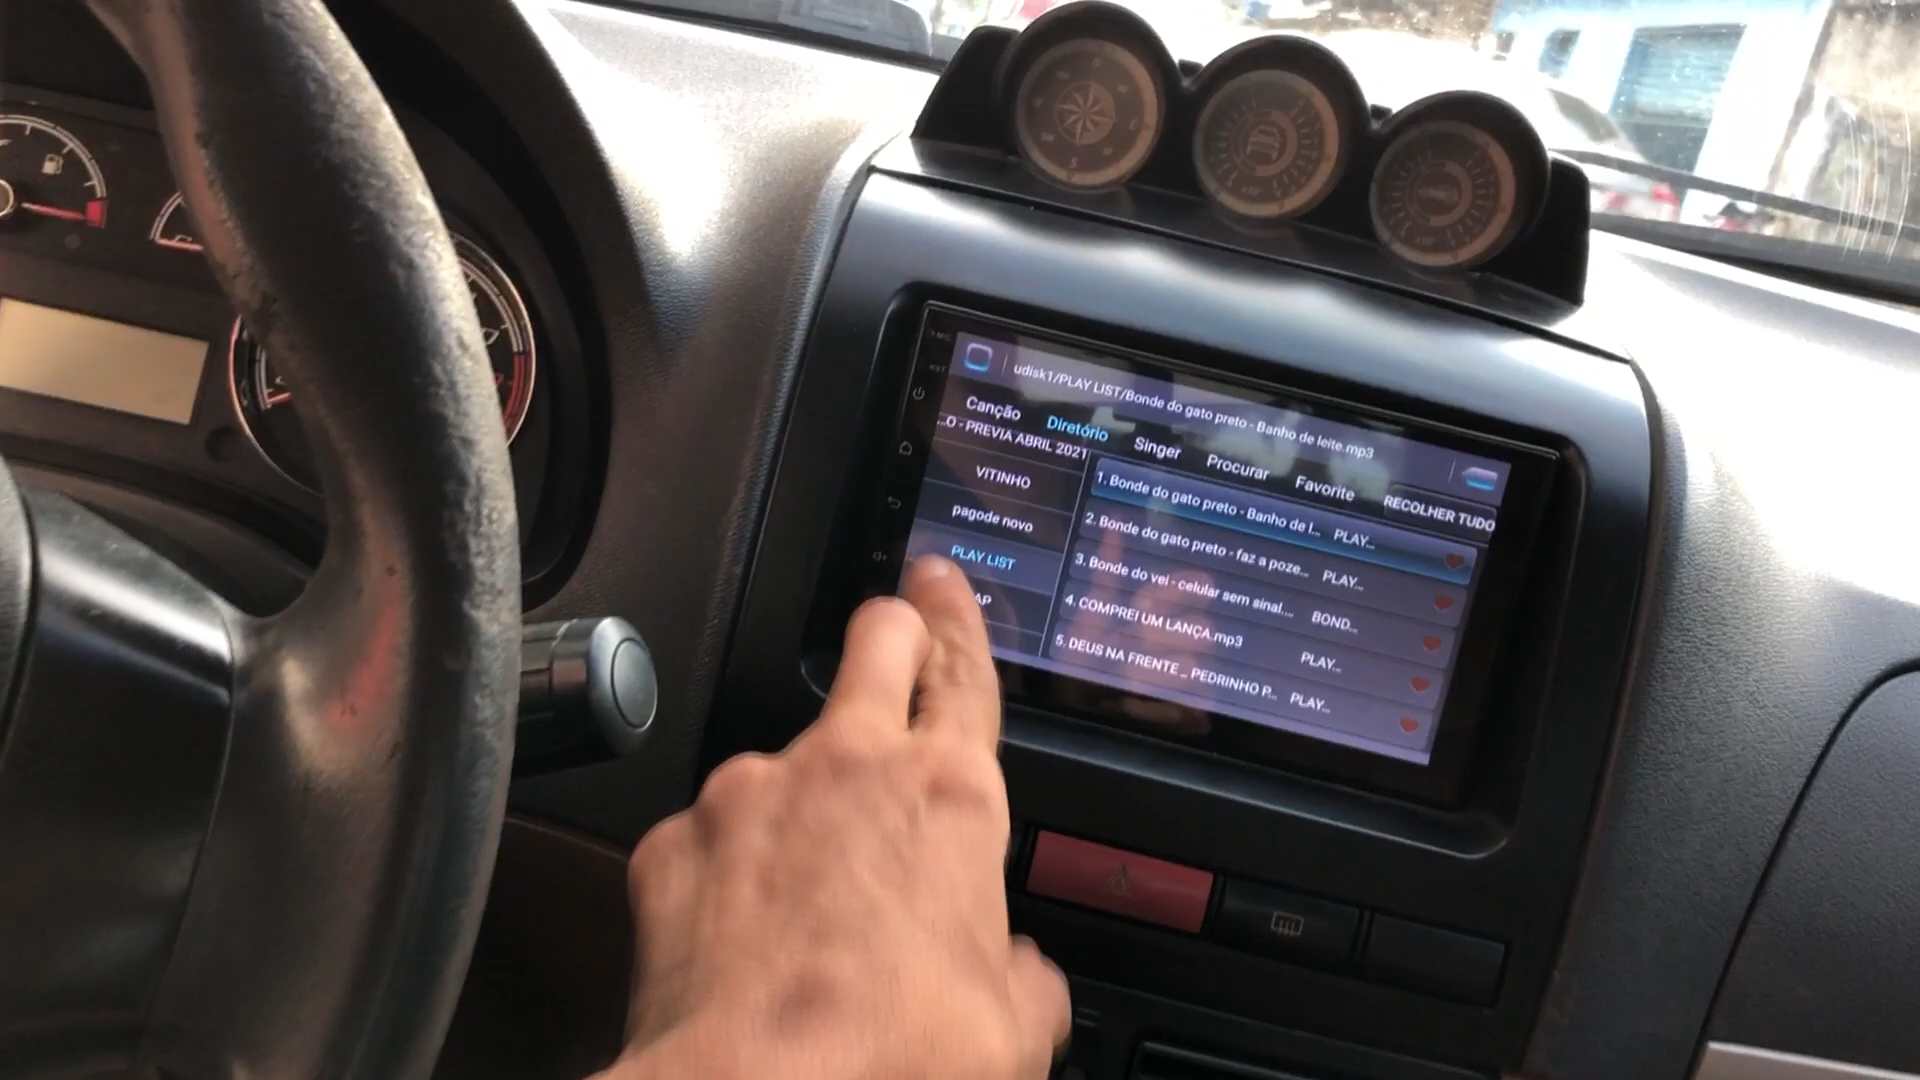 udisk1/PLAY LIST/Bonde do gato preto - Banho de leite.mp3
Canção Diretório Singer Procurar Favorite RECOLHER TUDO
...O - PREVIA ABRIL 2021
VITINHO
pagode novo
PLAY LIST
AP
1. Bonde do gato preto - Banho de l... PLAY...
2. Bonde do gato preto - faz a poze... PLAY...
3. Bonde do vei - celular sem sinal.... BOND...
4. COMPREI UM LANÇA.mp3 PLAY...
5. DEUS NA FRENTE _ PEDRINHO P... PLAY...